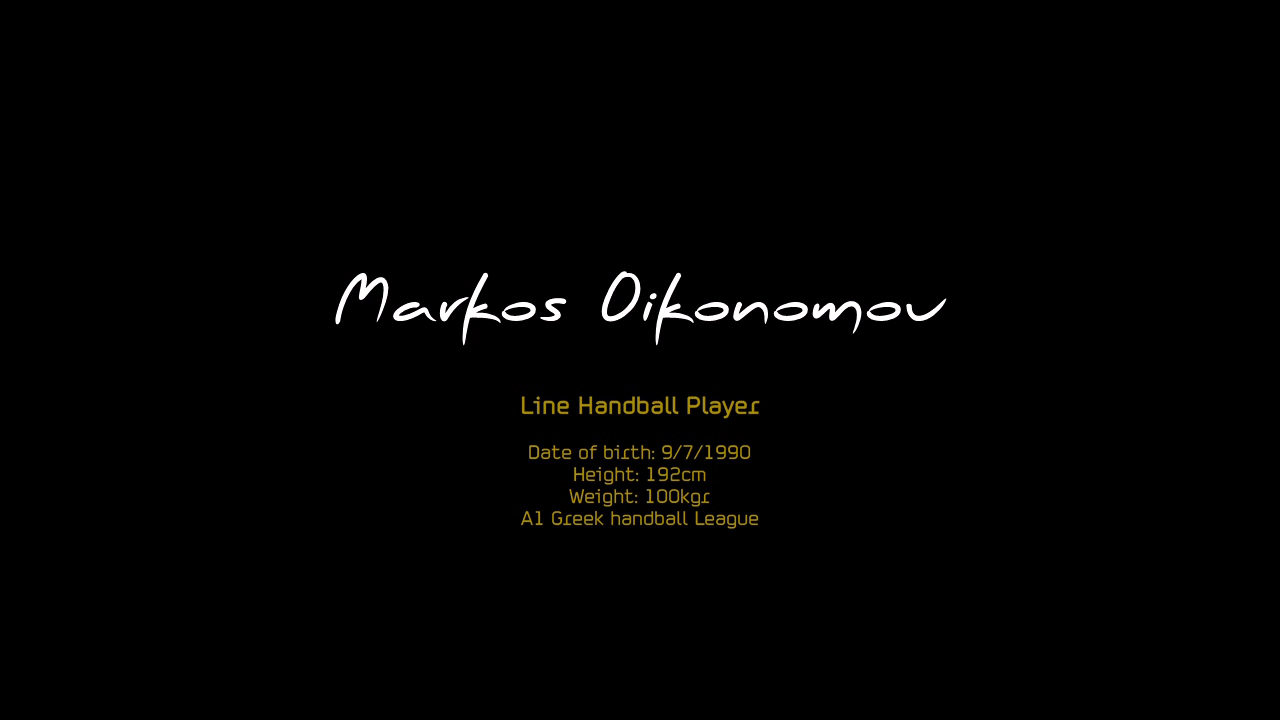 Markos Oikonomou
Line Handball Player
Date of birth: 9/7/1990
Height: 192cm
Weight: 100kgr
A1 Greek handball League